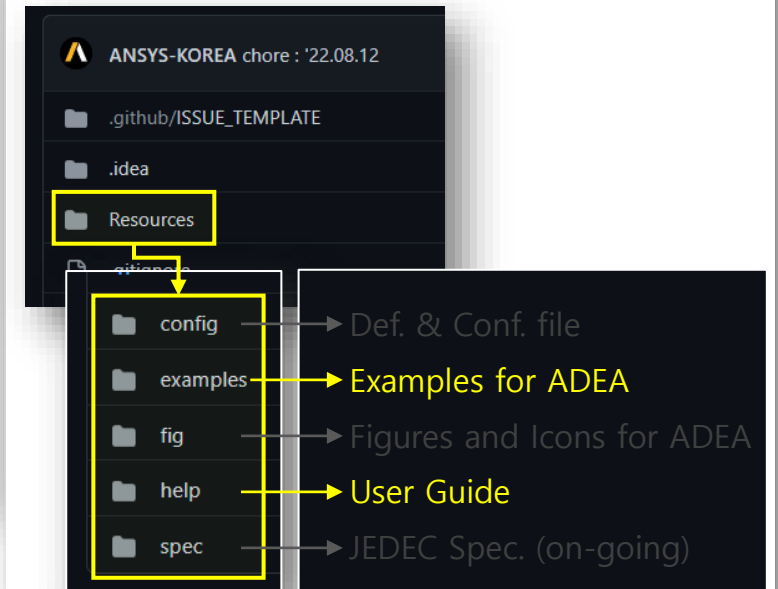 ANSYS-KOREA chore : '22.08.12
.github/ISSUE_TEMPLATE
.idea
Resources
.gitignore
config
Def. & Conf. file
examples
Examples for ADEA
fig
Figures and Icons for ADEA
help
User Guide
spec
JEDEC Spec. (on-going)